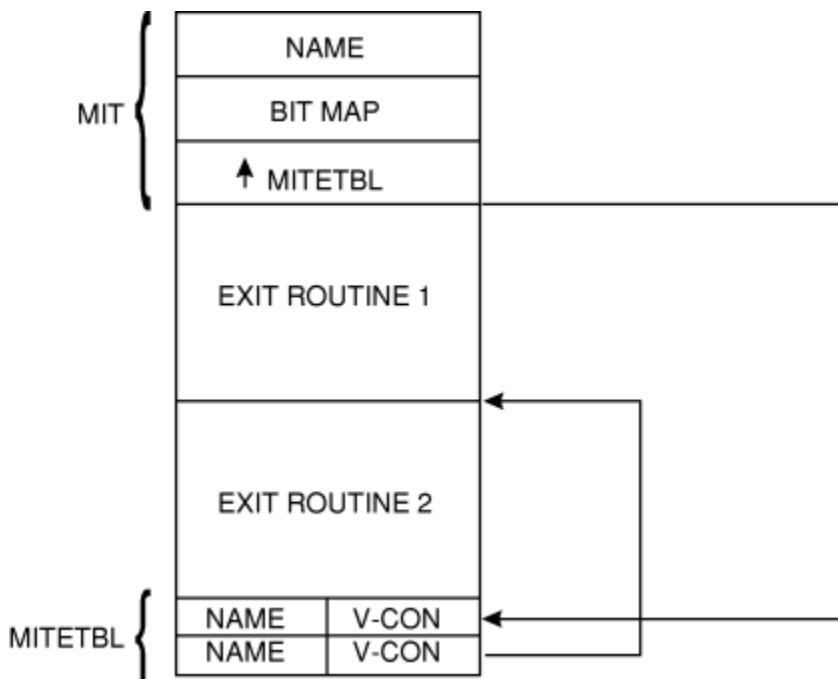 NAME
MIT
BIT MAP
↑ MITETBL
EXIT ROUTINE 1
EXIT ROUTINE 2
MITETBL
NAME V-CON
NAME V-CON